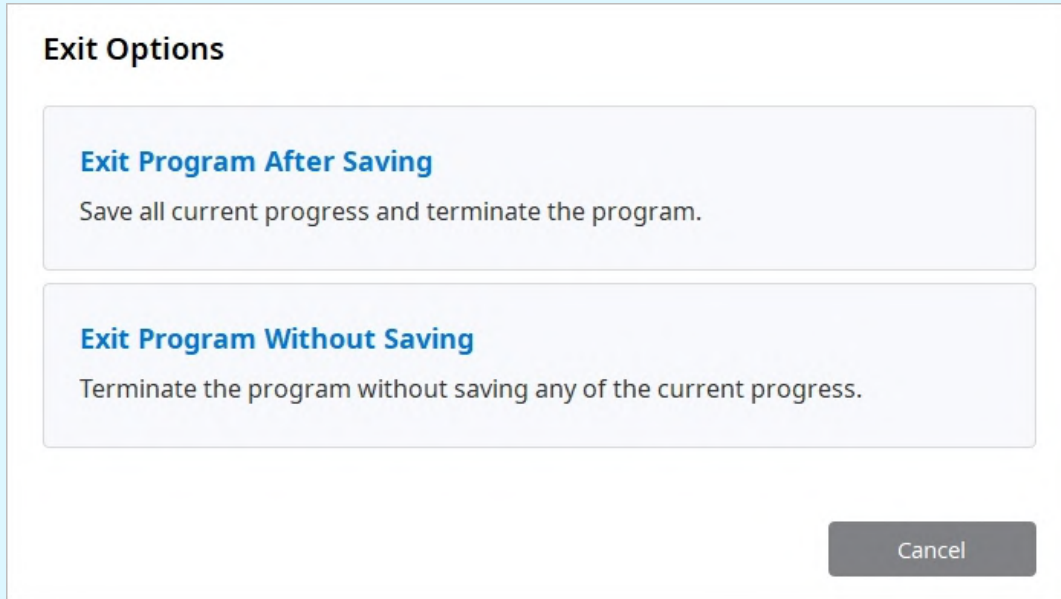 Exit Options
Exit Program After Saving
Save all current progress and terminate the program.
Exit Program Without Saving
Terminate the program without saving any of the current progress.
Cancel